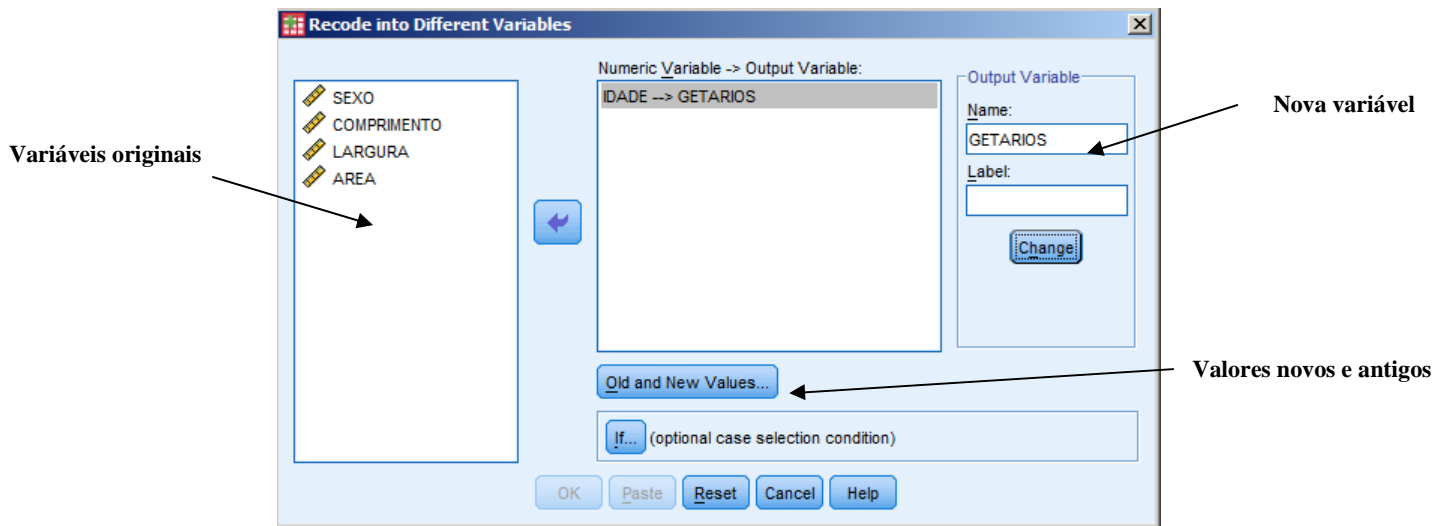 Recode into Different Variables
Variáveis originais
SEXO
COMPRIMENTO
LARGURA
AREA
Numeric Variable -> Output Variable:
IDADE --> GETARIOS
Output Variable
Name:
GETARIOS
Label:
Change
Nova variável
Old and New Values...
Valores novos e antigos
If... (optional case selection condition)
OK Paste Reset Cancel Help